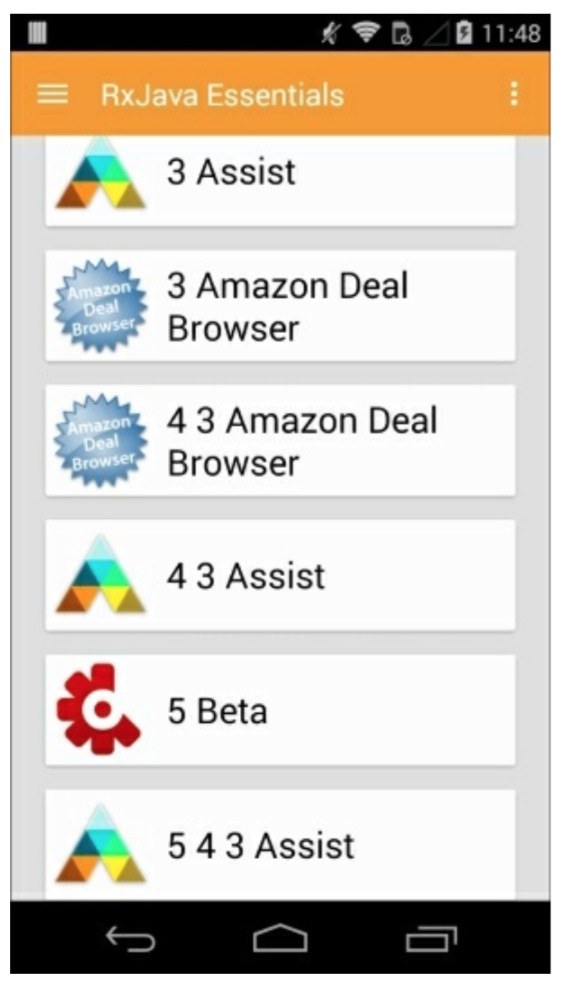 11:48
RxJava Essentials
3 Assist
Amazon
Deal
Browser
3 Amazon Deal
Browser
Amazon
Deal
Browser
4 3 Amazon Deal
Browser
4 3 Assist
5 Beta
5 4 3 Assist